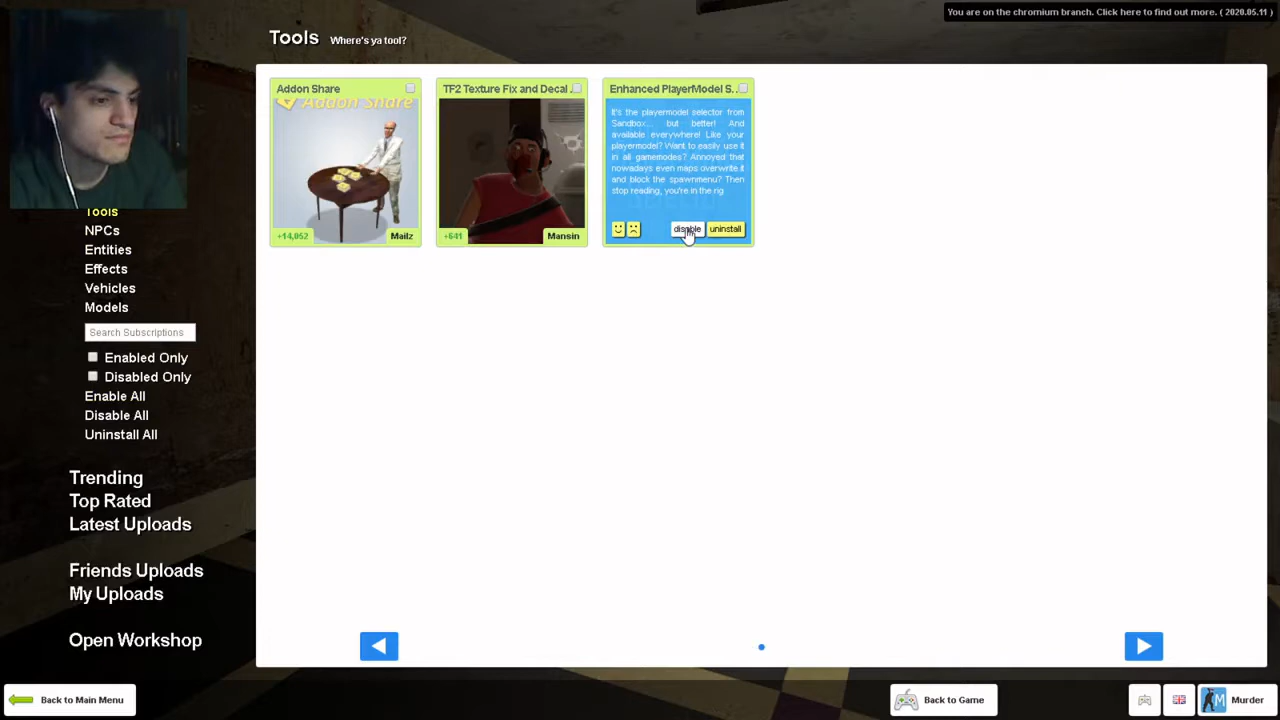 You are on the chromium branch. Click here to find out more. ( 2020.05.11 )
Tools Where's ya tool?
Addon Share
Addon Share
+14,052
Mailz
TF2 Texture Fix and Decal ..
+641
Mansin
Enhanced PlayerModel S...
It's the playermodel selector from
Sandbox... but better! And
available everywhere! Like your
playermodel? Want to easily use it
in all gamemodes? Annoyed that
nowadays even maps overwrite it
and block the spawnmenu? Then
stop reading, you're in the rig
disable
uninstall
Tools
NPCs
Entities
Effects
Vehicles
Models
Search Subscriptions
Enabled Only
Disabled Only
Enable All
Disable All
Uninstall All
Trending
Top Rated
Latest Uploads
Friends Uploads
My Uploads
Open Workshop
Back to Main Menu
Back to Game
M Murder